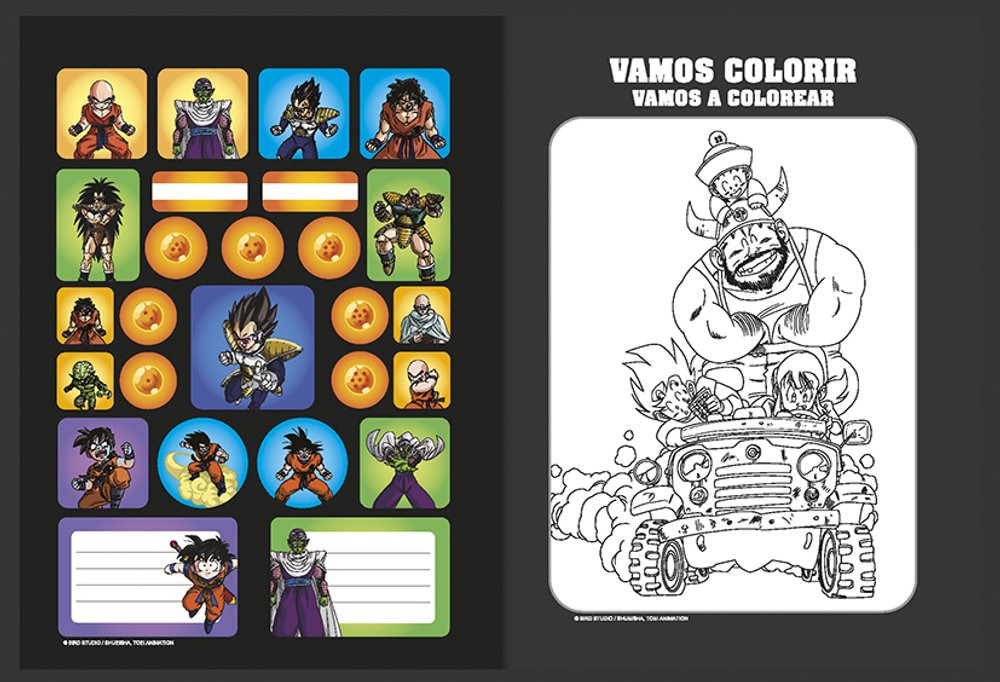 © BIRD STUDIO / SHUEISHA, TOEI ANIMATION
VAMOS COLORIR
VAMOS A COLOREAR
© BIRD STUDIO / SHUEISHA, TOEI ANIMATION